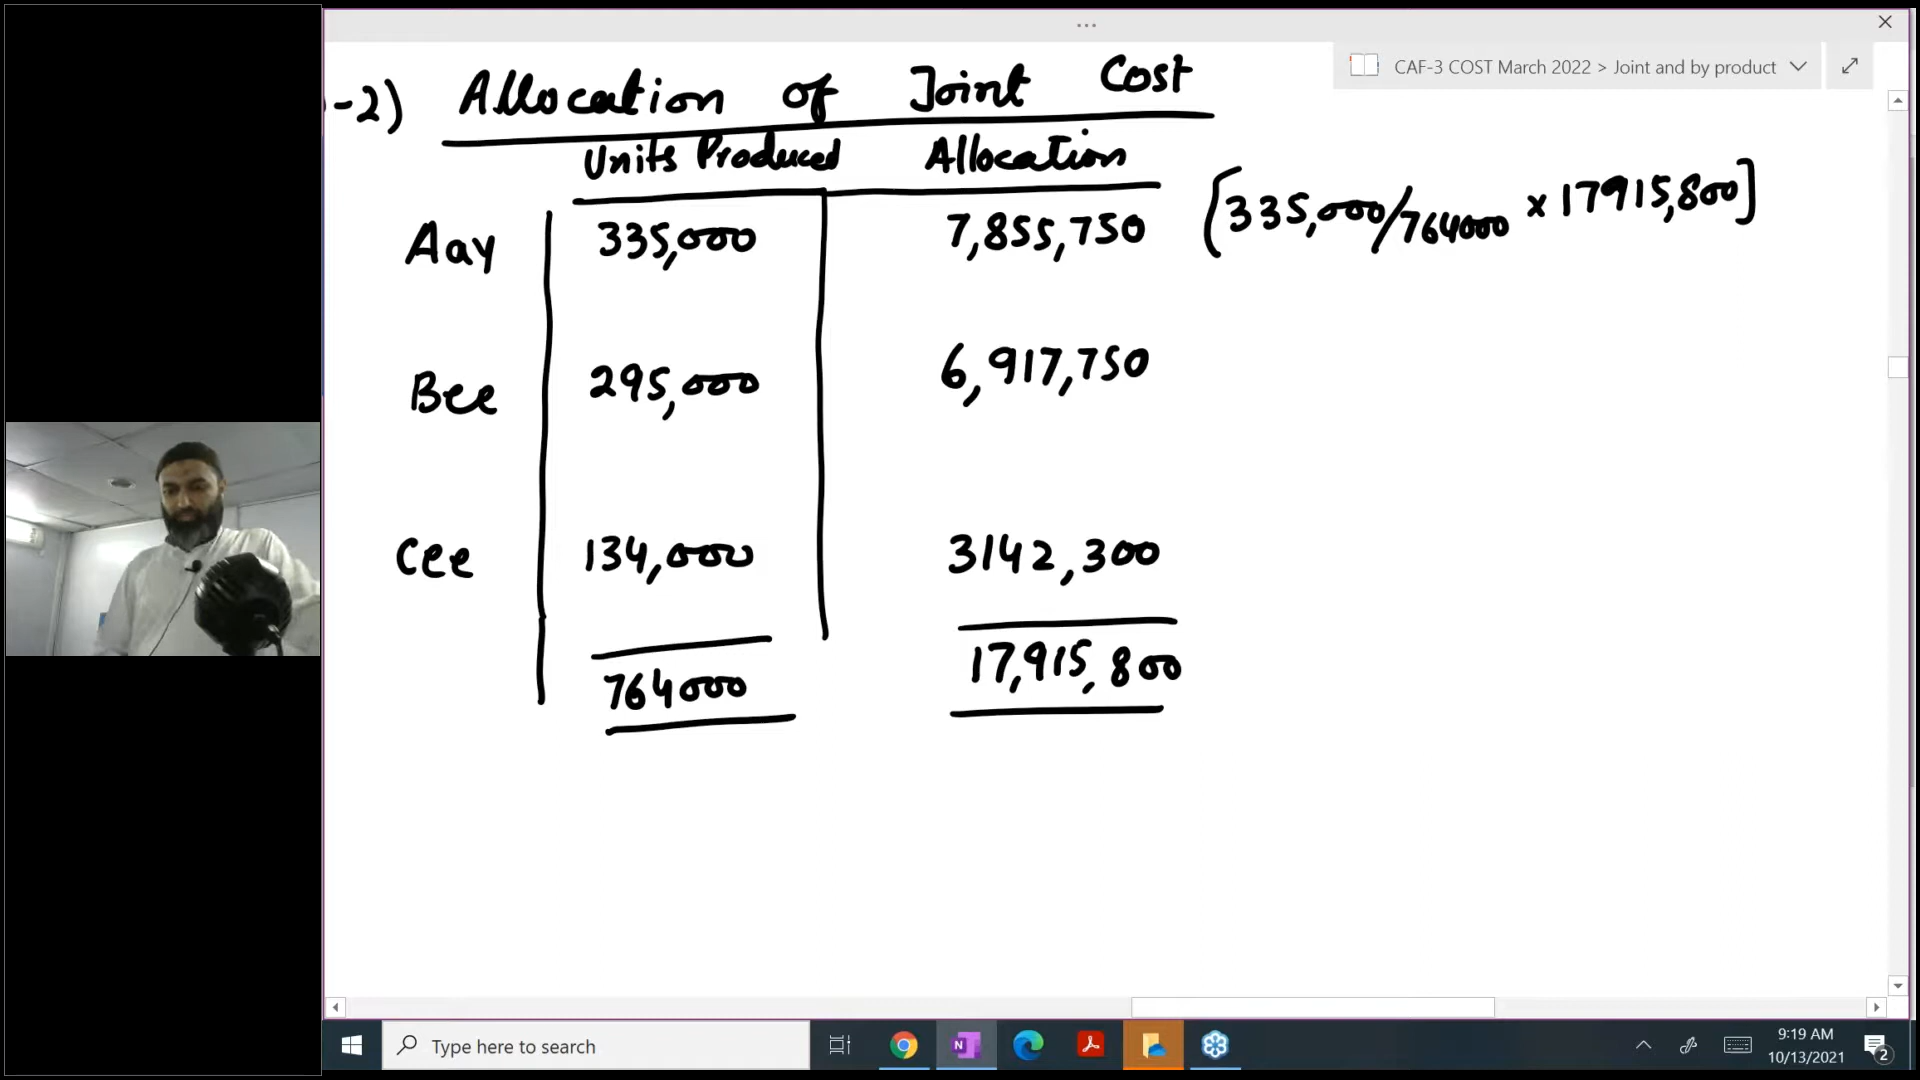 CAF-3 COST March 2022 > Joint and by product
-2) Allocation of Joint Cost
Units Produced Allocation
Aay 335,000 7,855,750 [335,000/764000 × 17915,800]
Bee 295,000 6,917,750
Cee 134,000 3142,300
764000 17,915,800
Type here to search
N
9:19 AM
10/13/2021
2